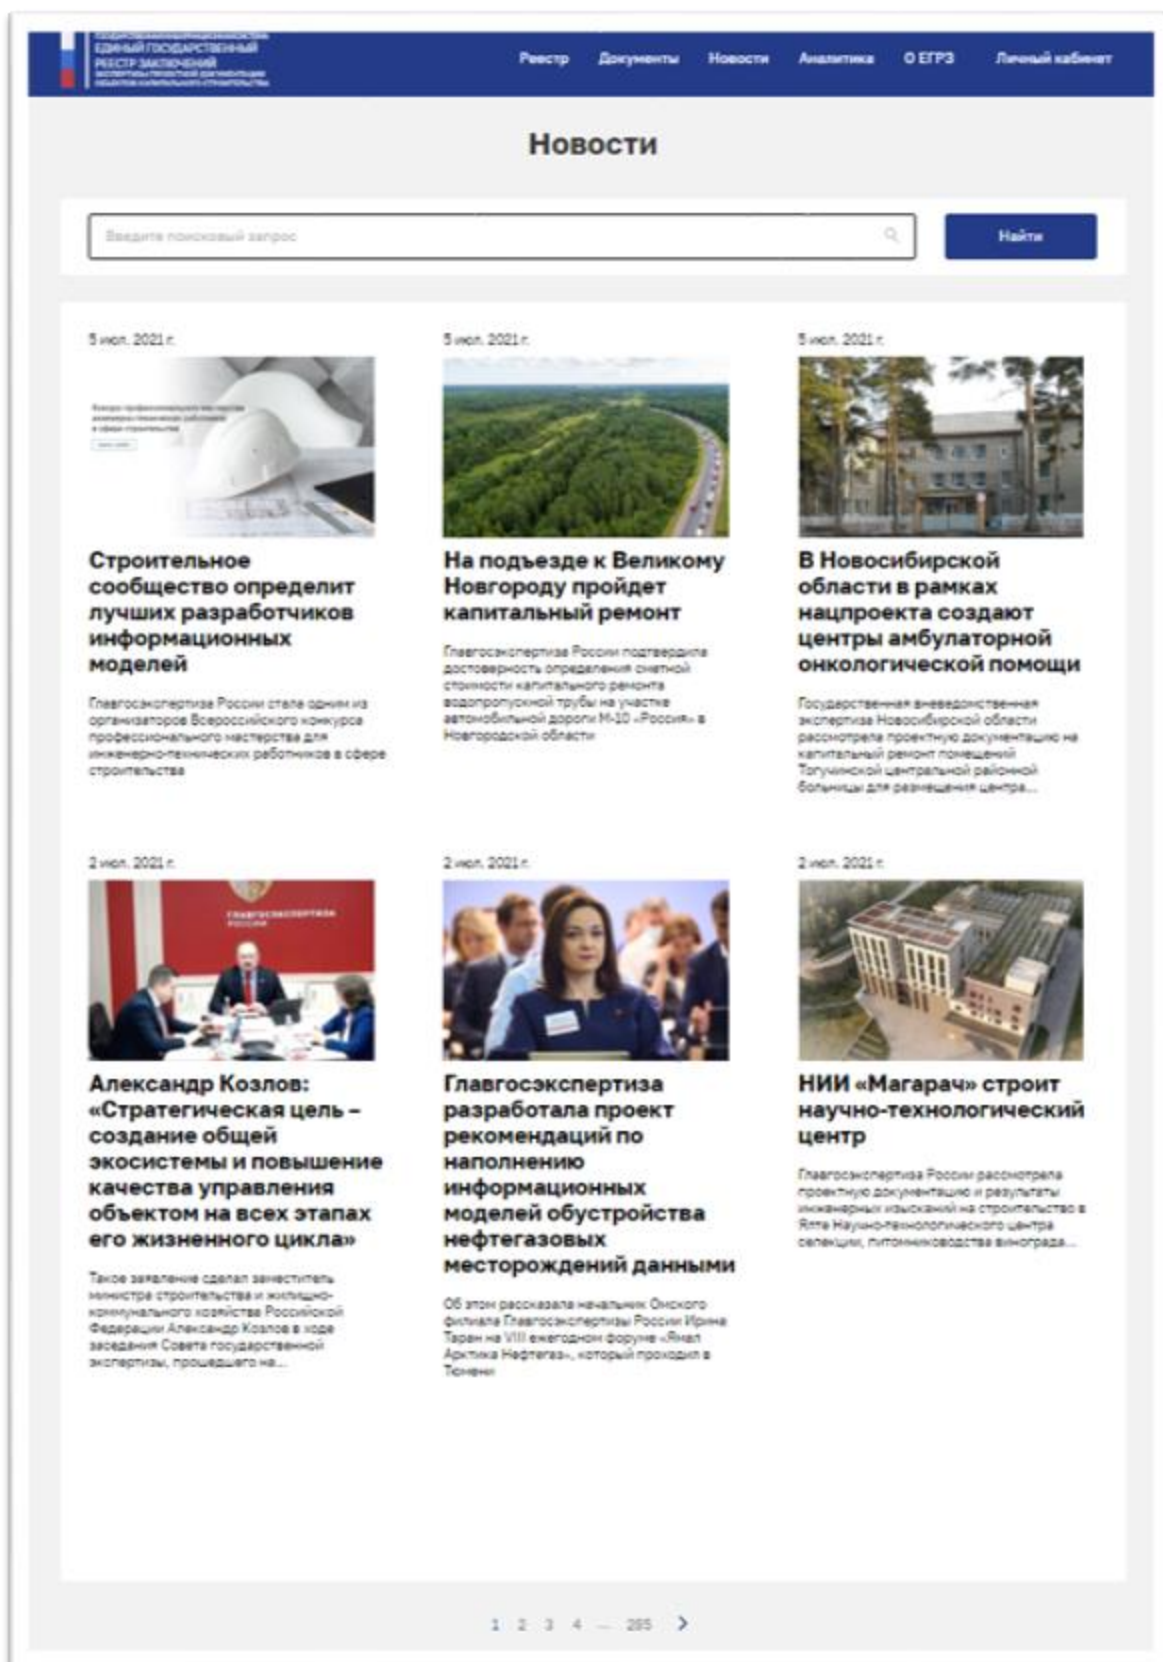 ЕДИНЫЙ ГОСУДАРСТВЕННЫЙ
РЕЕСТР ЗАКЛЮЧЕНИЙ
ЭКСПЕРТИЗЫ ПРОЕКТНОЙ ДОКУМЕНТАЦИИ
ОБЪЕКТОВ КАПИТАЛЬНОГО СТРОИТЕЛЬСТВА
Реестр Документы Новости Аналитика О ЕГРЗ Личный кабинет
Новости
Введите поисковый запрос
Найти
5 июл. 2021 г.
Строительное
сообщество определит
лучших разработчиков
информационных
моделей
Главгосэкспертиза России стала одним из
организаторов Всероссийского конкурса
профессионального мастерства для
инженерно-технических работников в сфере
строительства
5 июл. 2021 г.
На подъезде к Великому
Новгороду пройдет
капитальный ремонт
Главгосэкспертиза России подтвердила
достоверность определения сметной
стоимости капитального ремонта
водопропускной трубы на участке
автомобильной дороги М-10 «Россия» в
Новгородской области
5 июл. 2021 г.
В Новосибирской
области в рамках
нацпроекта создают
центры амбулаторной
онкологической помощи
Государственная вневедомственная
экспертиза Новосибирской области
рассмотрела проектную документацию на
капитальный ремонт помещений
Тогучинской центральной районной
больницы для размещения центра...
2 июл. 2021 г.
ГЛАВГОСЭКСПЕРТИЗА
РОССИИ
Александр Козлов:
«Стратегическая цель –
создание общей
экосистемы и повышение
качества управления
объектом на всех этапах
его жизненного цикла»
Такое заявление сделал заместитель
министра строительства и жилищно-
коммунального хозяйства Российской
Федерации Александр Козлов в ходе
заседания Совета государственной
экспертизы, прошедшего на...
2 июл. 2021 г.
Главгосэкспертиза
разработала проект
рекомендаций по
наполнению
информационных
моделей обустройства
нефтегазовых
месторождений данными
Об этом рассказала начальник Омского
филиала Главгосэкспертизы России Ирина
Таран на VIII ежегодном форуме «Ямал
Арктика Нефтегаз», который проходил в
Тюмени
2 июл. 2021 г.
НИИ «Магарач» строит
научно-технологический
центр
Главгосэкспертиза России рассмотрела
проектную документацию и результаты
инженерных изысканий на строительство в
Ялте Научно-технологического центра
селекции, питомниководства винограда...
1 2 3 4 ... 285